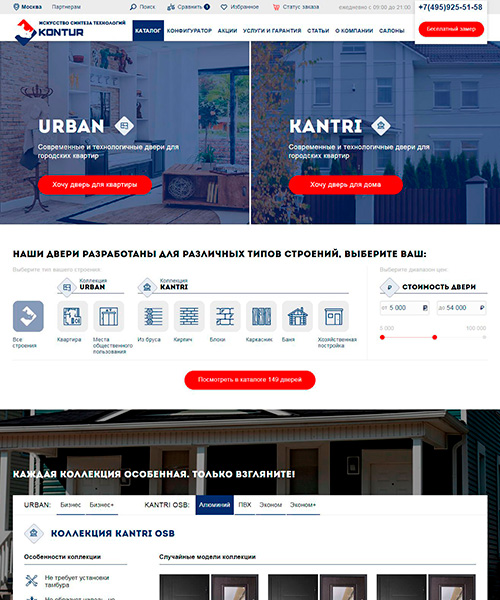 Москва Партнерам Поиск Сравнить Избранное Статус заказа ежедневно с 09:00 до 21:00 +7(495)925-51-58
ИСКУССТВО СИНТЕЗА ТЕХНОЛОГИЙ
KONTUR
КАТАЛОГ КОНФИГУРАТОР АКЦИИ УСЛУГИ И ГАРАНТИЯ СТАТЬИ О КОМПАНИИ САЛОНЫ Бесплатный замер
URBAN
Современные и технологичные двери для
городских квартир
Хочу дверь для квартиры
KANTRI
Современные и технологичные двери для
городских квартир
Хочу дверь для дома
НАШИ ДВЕРИ РАЗРАБОТАНЫ ДЛЯ РАЗЛИЧНЫХ ТИПОВ СТРОЕНИЙ, ВЫБЕРИТЕ ВАШ:
Выберите тип вашего строения: Выберите диапазон цен:
Коллекция
URBAN
Коллекция
KANTRI
СТОИМОСТЬ ДВЕРИ
от 5 000 ₽ до 54 000 ₽
5 000 100 000
Все
строения
Квартира
Места
общественного
пользования
Из бруса
Кирпич
Блоки
Каркасник
Баня
Хозяйственная
постройка
Посмотреть в каталоге 149 дверей
КАЖДАЯ КОЛЛЕКЦИЯ ОСОБЕННАЯ. ТОЛЬКО ВЗГЛЯНИТЕ!
URBAN: Бизнес Бизнес+ KANTRI OSB: Алюминий ПВХ Эконом Эконом+
КОЛЛЕКЦИЯ KANTRI OSB
Особенности коллекции Случайные модели коллекции
Не требует установки
тамбура